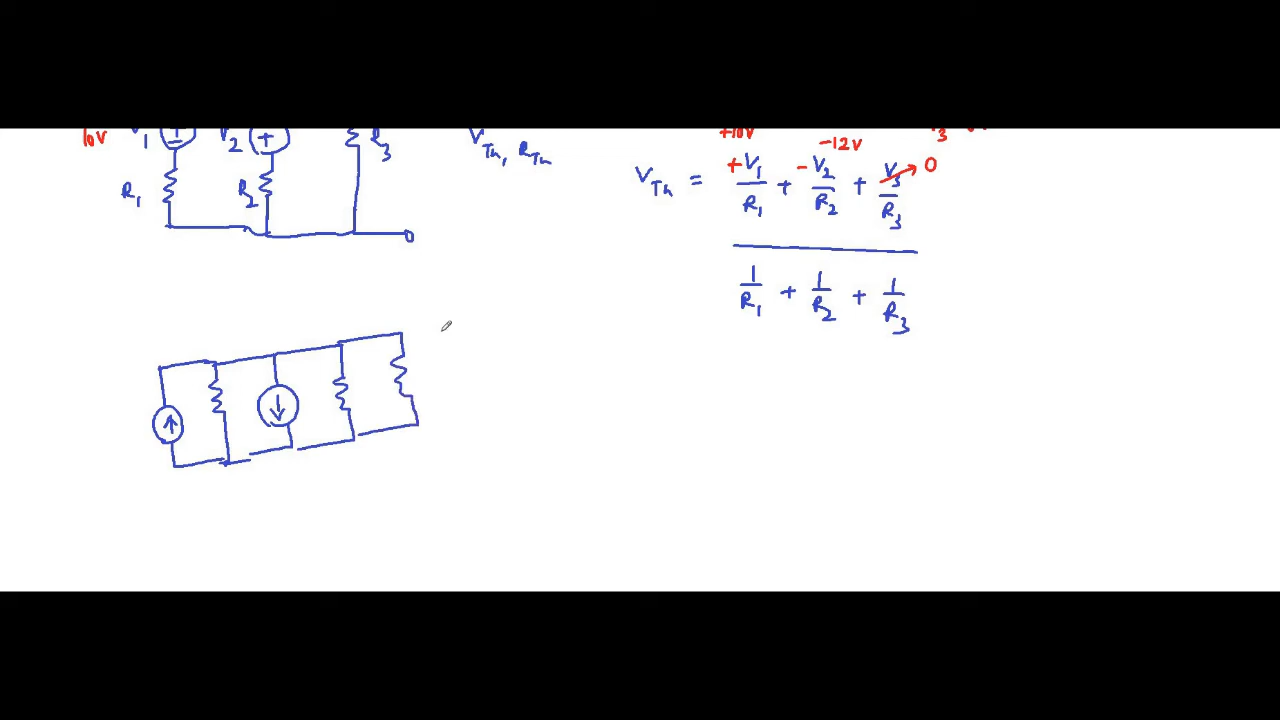 10V V1 V2 R3 VTh, RTh
R1 R2
+10V -12V
VTh = +V1/R1 + -V2/R2 + V3/R3 → 0
1/R1 + 1/R2 + 1/R3